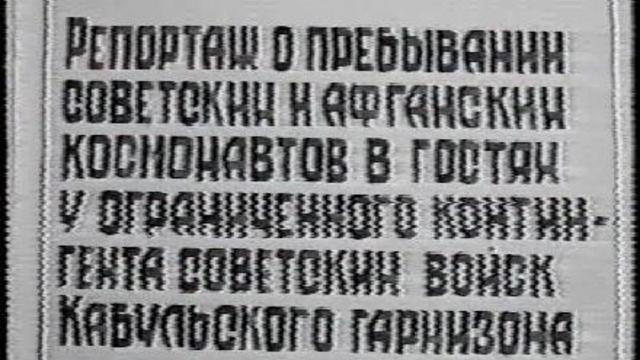 Репортаж о пребывании
советских и афганских
космонавтов в гостях
у ограниченного контин-
гента советских войск
Кабульского гарнизона